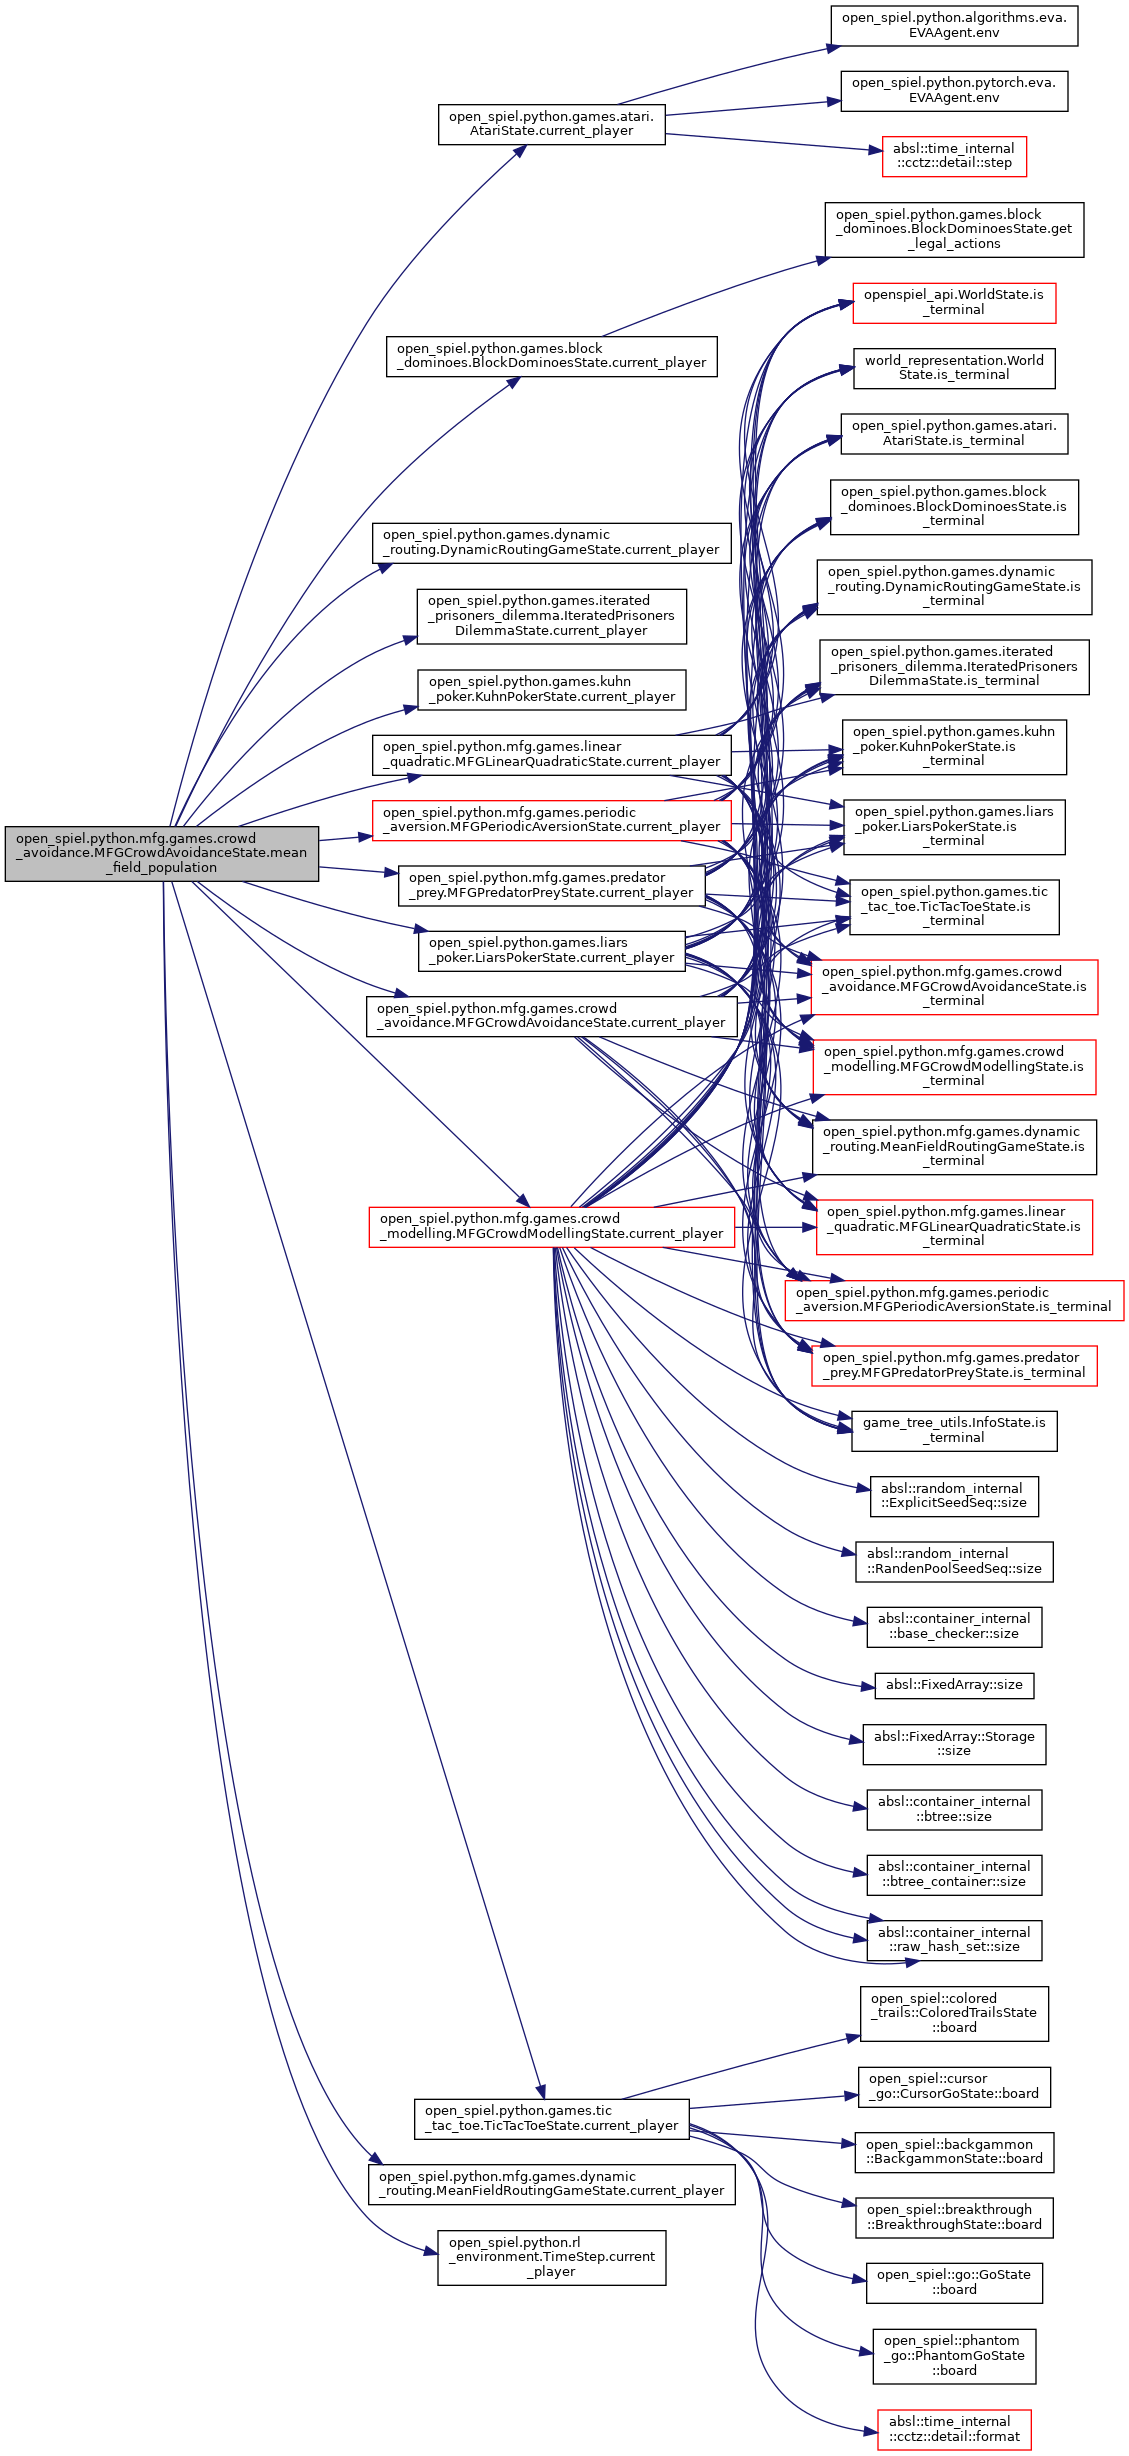 open_spiel.python.mfg.games.crowd
_avoidance.MFGCrowdAvoidanceState.mean
_field_population
open_spiel.python.games.atari.
AtariState.current_player
open_spiel.python.games.block
_dominoes.BlockDominoesState.current_player
open_spiel.python.games.dynamic
_routing.DynamicRoutingGameState.current_player
open_spiel.python.games.iterated
_prisoners_dilemma.IteratedPrisoners
DilemmaState.current_player
open_spiel.python.games.kuhn
_poker.KuhnPokerState.current_player
open_spiel.python.mfg.games.linear
_quadratic.MFGLinearQuadraticState.current_player
open_spiel.python.mfg.games.periodic
_aversion.MFGPeriodicAversionState.current_player
open_spiel.python.mfg.games.predator
_prey.MFGPredatorPreyState.current_player
open_spiel.python.games.liars
_poker.LiarsPokerState.current_player
open_spiel.python.mfg.games.crowd
_avoidance.MFGCrowdAvoidanceState.current_player
open_spiel.python.mfg.games.crowd
_modelling.MFGCrowdModellingState.current_player
open_spiel.python.games.tic
_tac_toe.TicTacToeState.current_player
open_spiel.python.mfg.games.dynamic
_routing.MeanFieldRoutingGameState.current_player
open_spiel.python.rl
_environment.TimeStep.current
_player
open_spiel.python.algorithms.eva.
EVAAgent.env
open_spiel.python.pytorch.eva.
EVAAgent.env
absl::time_internal
::cctz::detail::step
open_spiel.python.games.block
_dominoes.BlockDominoesState.get
_legal_actions
openspiel_api.WorldState.is
_terminal
world_representation.World
State.is_terminal
open_spiel.python.games.atari.
AtariState.is_terminal
open_spiel.python.games.block
_dominoes.BlockDominoesState.is
_terminal
open_spiel.python.games.dynamic
_routing.DynamicRoutingGameState.is
_terminal
open_spiel.python.games.iterated
_prisoners_dilemma.IteratedPrisoners
DilemmaState.is_terminal
open_spiel.python.games.kuhn
_poker.KuhnPokerState.is
_terminal
open_spiel.python.games.liars
_poker.LiarsPokerState.is
_terminal
open_spiel.python.games.tic
_tac_toe.TicTacToeState.is
_terminal
open_spiel.python.mfg.games.crowd
_avoidance.MFGCrowdAvoidanceState.is
_terminal
open_spiel.python.mfg.games.crowd
_modelling.MFGCrowdModellingState.is
_terminal
open_spiel.python.mfg.games.dynamic
_routing.MeanFieldRoutingGameState.is
_terminal
open_spiel.python.mfg.games.linear
_quadratic.MFGLinearQuadraticState.is
_terminal
open_spiel.python.mfg.games.periodic
_aversion.MFGPeriodicAversionState.is_terminal
open_spiel.python.mfg.games.predator
_prey.MFGPredatorPreyState.is_terminal
game_tree_utils.InfoState.is
_terminal
absl::random_internal
::ExplicitSeedSeq::size
absl::random_internal
::RandenPoolSeedSeq::size
absl::container_internal
::base_checker::size
absl::FixedArray::size
absl::FixedArray::Storage
::size
absl::container_internal
::btree::size
absl::container_internal
::btree_container::size
absl::container_internal
::raw_hash_set::size
open_spiel::colored
_trails::ColoredTrailsState
::board
open_spiel::cursor
_go::CursorGoState::board
open_spiel::backgammon
::BackgammonState::board
open_spiel::breakthrough
::BreakthroughState::board
open_spiel::go::GoState
::board
open_spiel::phantom
_go::PhantomGoState
::board
absl::time_internal
::cctz::detail::format